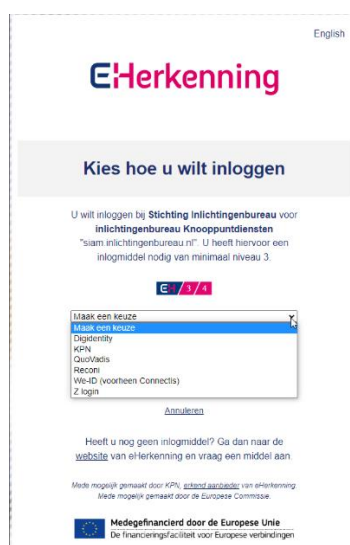 English
eHerkenning
Kies hoe u wilt inloggen
U wilt inloggen bij Stichting Inlichtingenbureau voor
inlichtingenbureau Knooppuntdiensten
"siam.inlichtingenbureau.nl". U heeft hiervoor een
inlogmiddel nodig van minimaal niveau 3.
eH /3/4
Maak een keuze
Maak een keuze
Digidentity
KPN
QuoVadis
Reconi
We-ID (voorheen Connectis)
Z login
Annuleren
Heeft u nog geen inlogmiddel? Ga dan naar de
website van eHerkenning en vraag een middel aan.
Mede mogelijk gemaakt door KPN, erkend aanbieder van eHerkenning.
Mede mogelijk gemaakt door de Europese Commissie.
Medegefinancierd door de Europese Unie
De financieringsfaciliteit voor Europese verbindingen